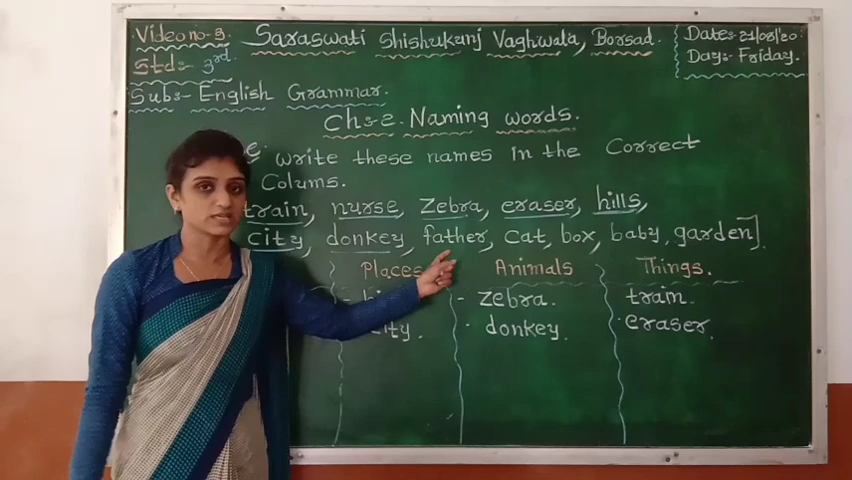 Video no-3. Saraswati Shishukunj Vaghwala, Borsad. Date:- 21/08/20
Std:- 3rd. Day:- Friday.
Sub:- English Grammar.
Ch:-2. Naming words.
write these names in the Correct
Colums.
train, nurse, Zebra, eraser, hills,
city, donkey, father, cat, box, baby, garden].
Places Animals Things.
- zebra. train.
city. donkey. eraser.